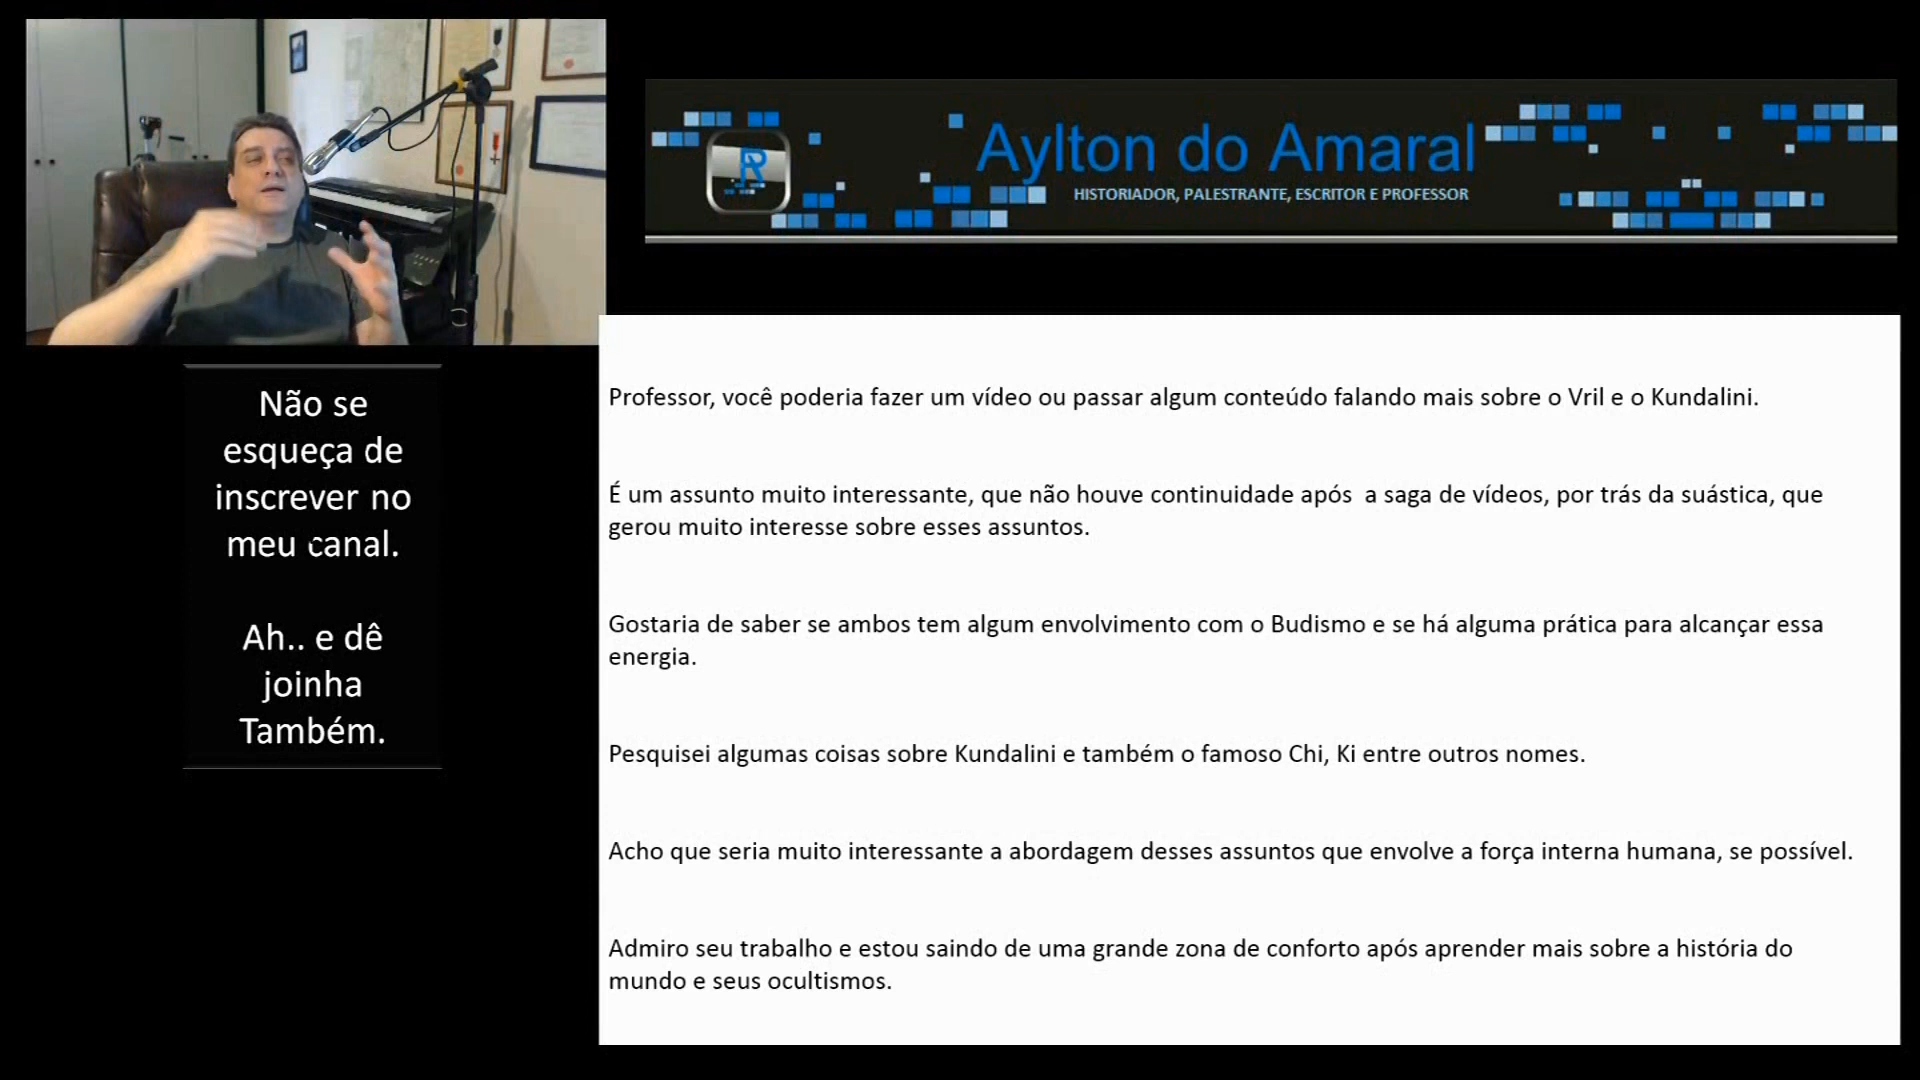 Aylton do Amaral
HISTORIADOR, PALESTRANTE, ESCRITOR E PROFESSOR
R
Não se
esqueça de
inscrever no
meu canal.
Ah.. e dê
joinha
Também.
Professor, você poderia fazer um vídeo ou passar algum conteúdo falando mais sobre o Vril e o Kundalini.
É um assunto muito interessante, que não houve continuidade após  a saga de vídeos, por trás da suástica, que
gerou muito interesse sobre esses assuntos.
Gostaria de saber se ambos tem algum envolvimento com o Budismo e se há alguma prática para alcançar essa
energia.
Pesquisei algumas coisas sobre Kundalini e também o famoso Chi, Ki entre outros nomes.
Acho que seria muito interessante a abordagem desses assuntos que envolve a força interna humana, se possível.
Admiro seu trabalho e estou saindo de uma grande zona de conforto após aprender mais sobre a história do
mundo e seus ocultismos.